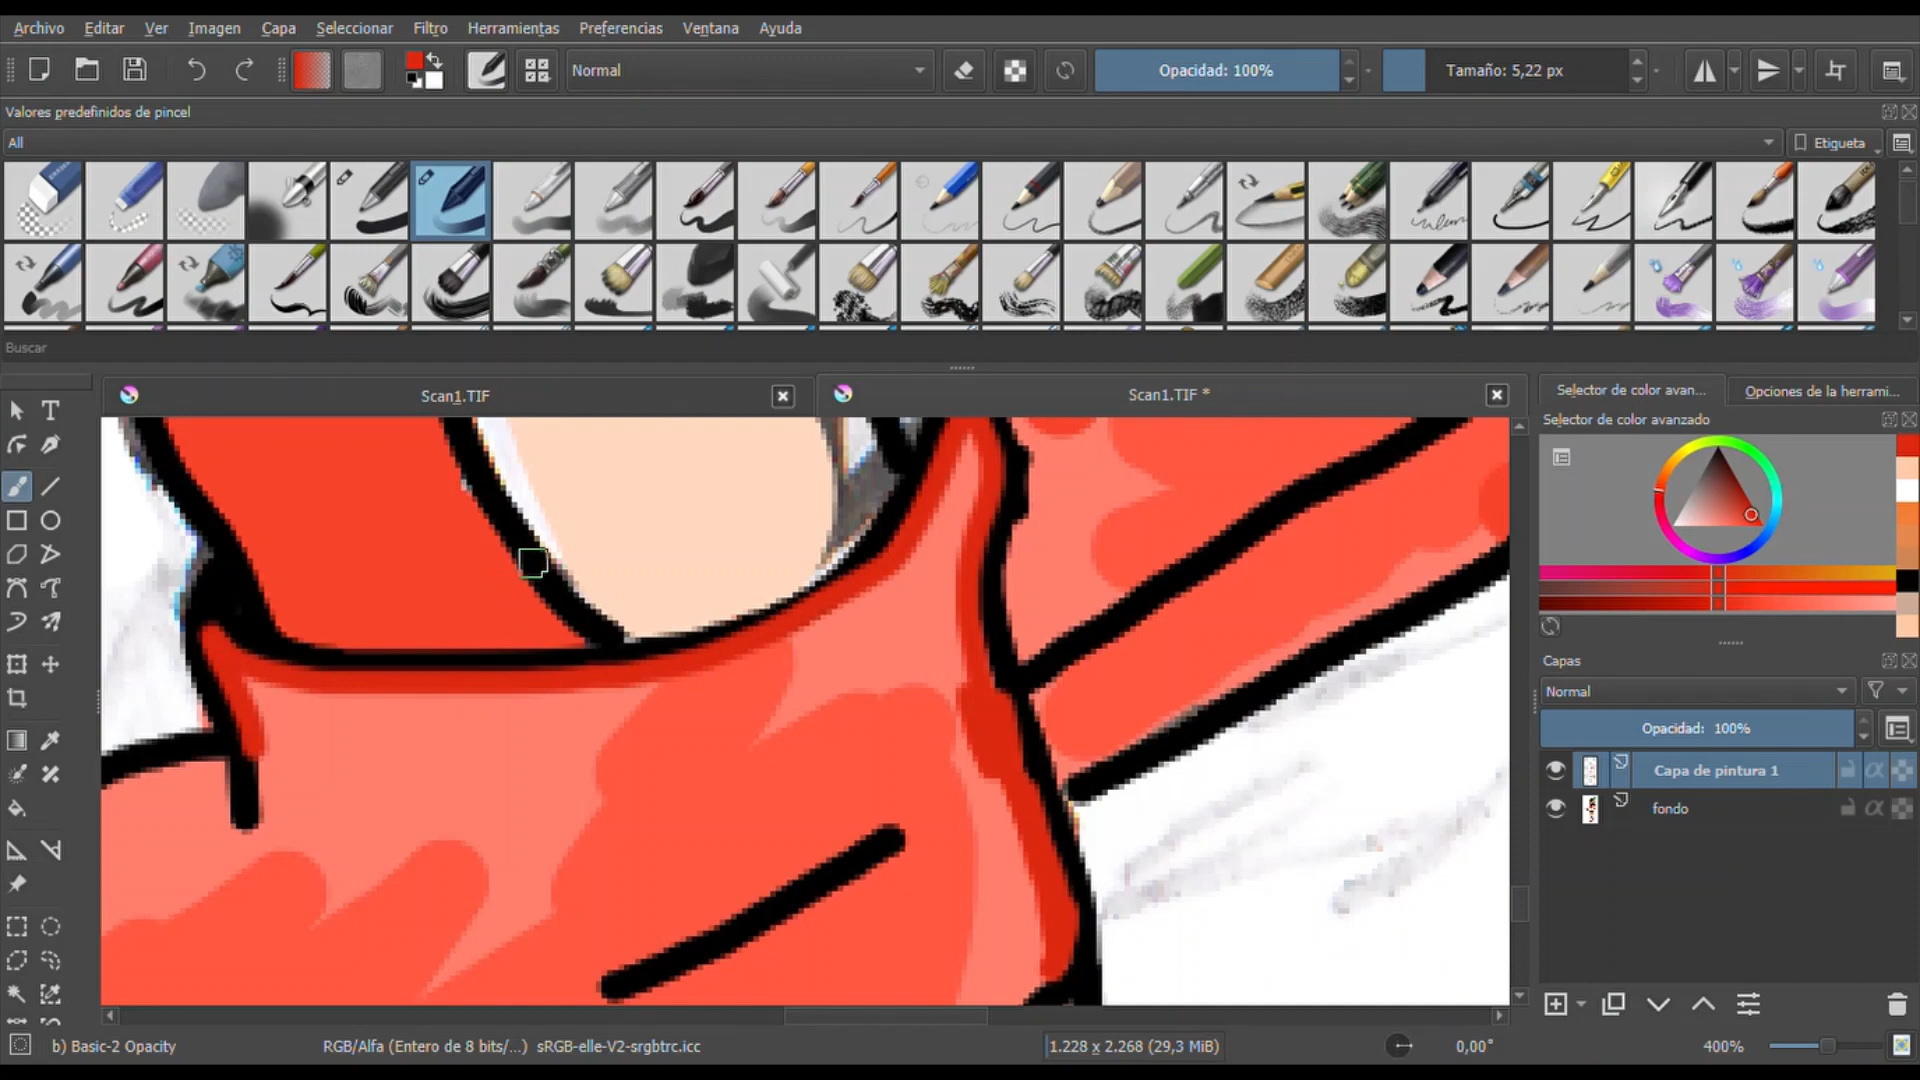 Archivo Editar Ver Imagen Capa Seleccionar Filtro Herramientas Preferencias Ventana Ayuda
Normal Opacidad: 100% Tamaño: 5,22 px
Valores predefinidos de pincel
All Etiqueta
Buscar
Scan1.TIF Scan1.TIF * Selector de color avan... Opciones de la herrami...
Selector de color avanzado
Capas
Normal
Opacidad: 100%
Capa de pintura 1
fondo
b) Basic-2 Opacity RGB/Alfa (Entero de 8 bits/...) sRGB-elle-V2-srgbtrc.icc 1.228 x 2.268 (29,3 MiB) 0,00° 400%